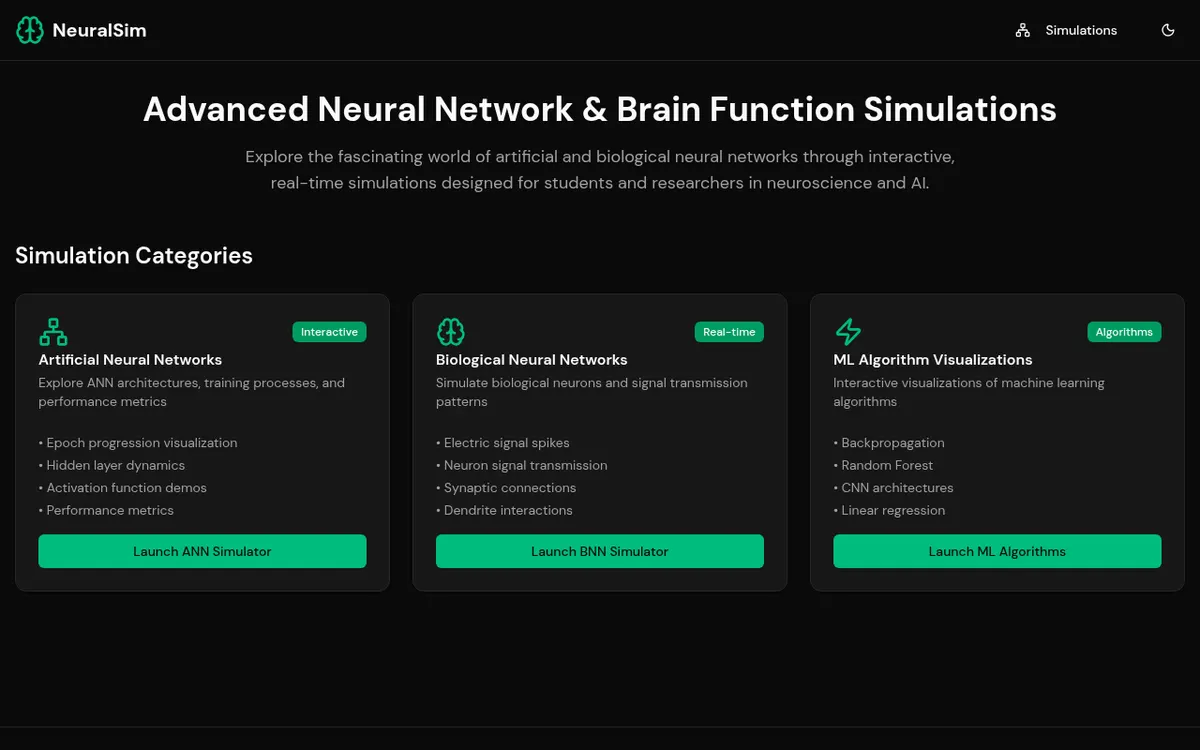 NeuralSim
Simulations
Advanced Neural Network & Brain Function Simulations
Explore the fascinating world of artificial and biological neural networks through interactive,
real-time simulations designed for students and researchers in neuroscience and AI.
Simulation Categories
Interactive
Artificial Neural Networks
Explore ANN architectures, training processes, and
performance metrics
• Epoch progression visualization
• Hidden layer dynamics
• Activation function demos
• Performance metrics
Launch ANN Simulator
Real-time
Biological Neural Networks
Simulate biological neurons and signal transmission
patterns
• Electric signal spikes
• Neuron signal transmission
• Synaptic connections
• Dendrite interactions
Launch BNN Simulator
Algorithms
ML Algorithm Visualizations
Interactive visualizations of machine learning
algorithms
• Backpropagation
• Random Forest
• CNN architectures
• Linear regression
Launch ML Algorithms